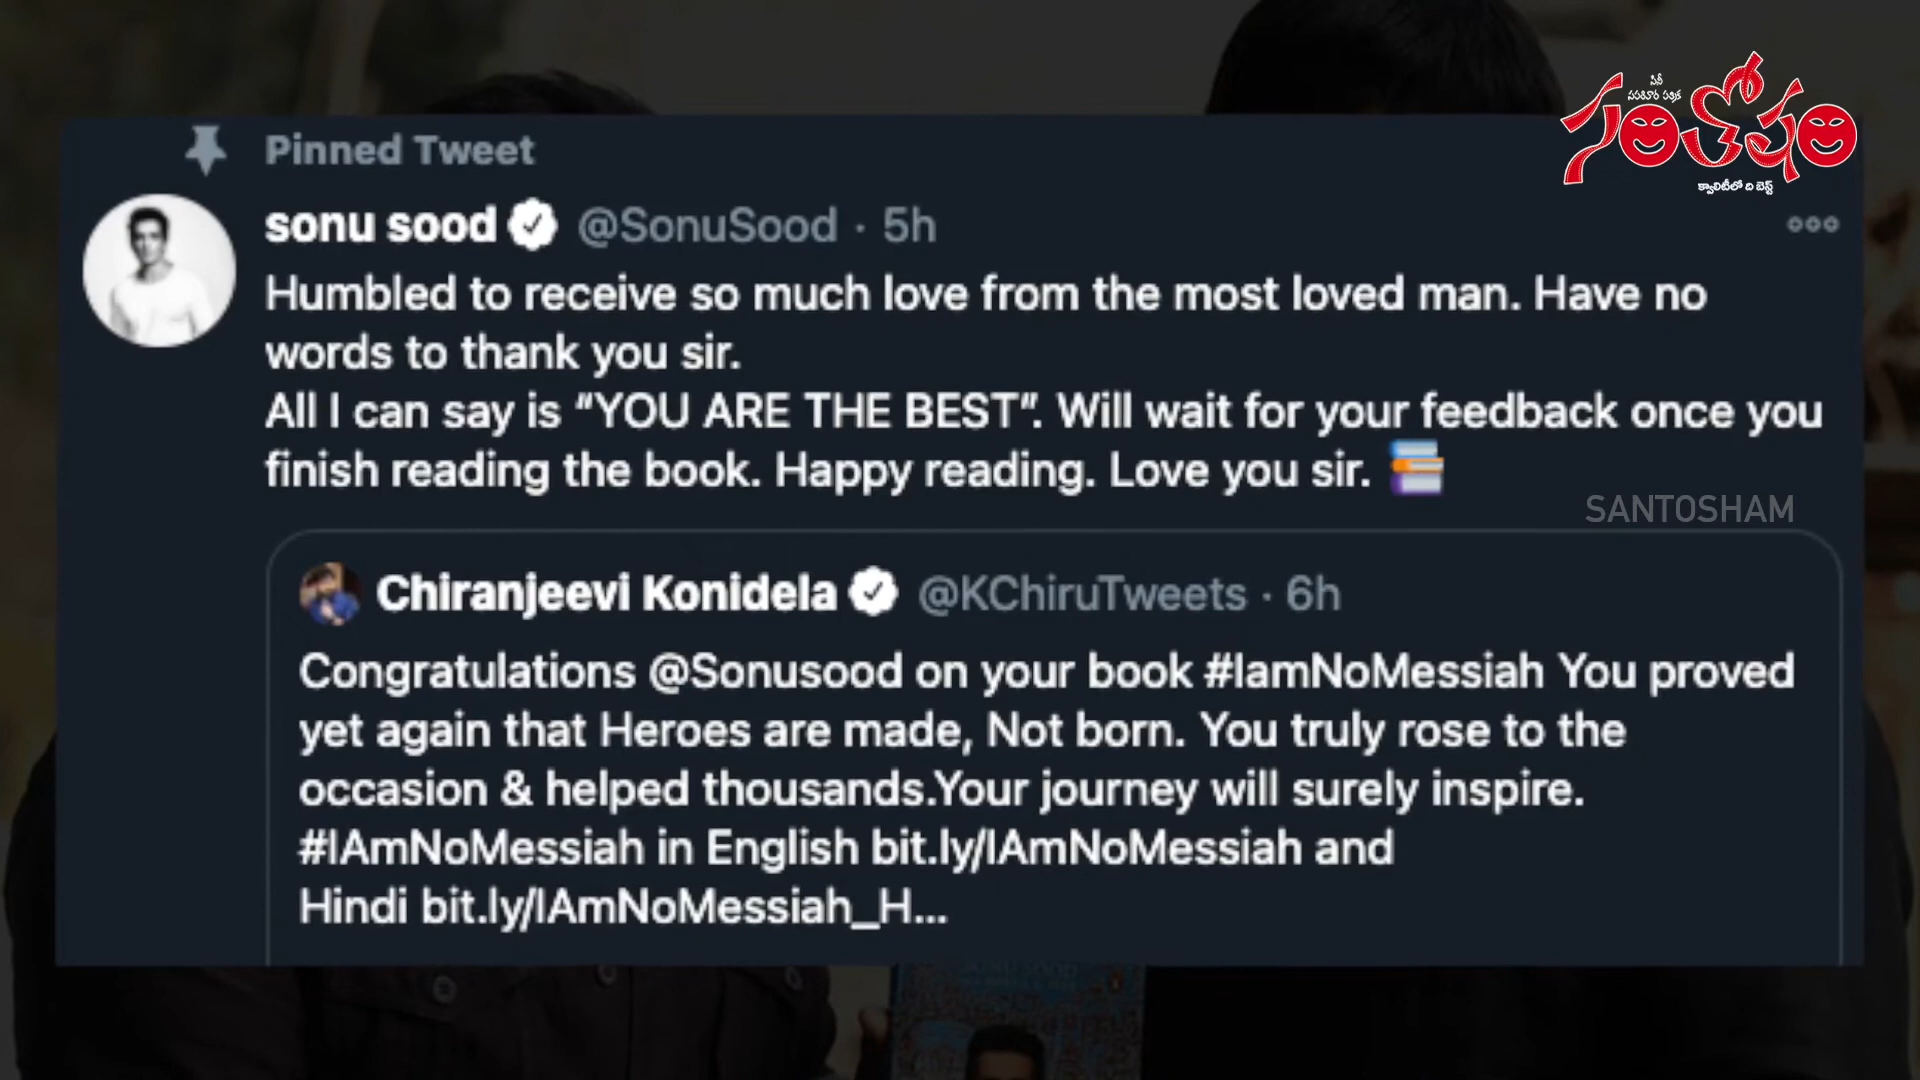 సినీ
సపరివార పత్రిక
సంతోషం
క్వాలిటీలో ది బెస్ట్
Pinned Tweet
sonu sood @SonuSood · 5h
Humbled to receive so much love from the most loved man. Have no
words to thank you sir.
All I can say is “YOU ARE THE BEST”. Will wait for your feedback once you
finish reading the book. Happy reading. Love you sir. 📚
SANTOSHAM
Chiranjeevi Konidela @KChiruTweets · 6h
Congratulations @Sonusood on your book #IamNoMessiah You proved
yet again that Heroes are made, Not born. You truly rose to the
occasion & helped thousands.Your journey will surely inspire.
#IAmNoMessiah in English bit.ly/IAmNoMessiah and
Hindi bit.ly/IAmNoMessiah_H...